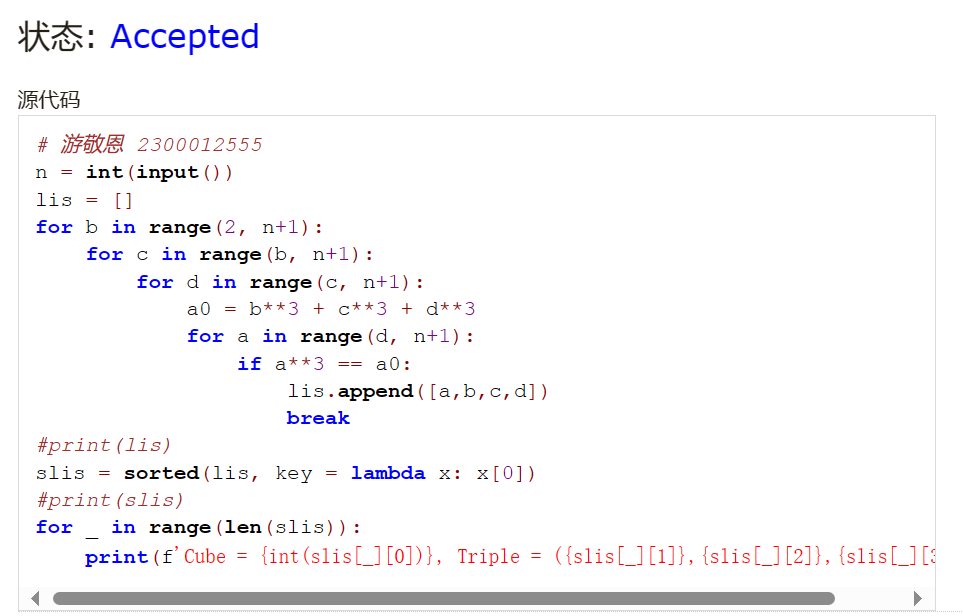 状态: Accepted
源代码
# 游敬恩 2300012555
n = int(input())
lis = []
for b in range(2, n+1):
    for c in range(b, n+1):
        for d in range(c, n+1):
            a0 = b**3 + c**3 + d**3
            for a in range(d, n+1):
                if a**3 == a0:
                    lis.append([a,b,c,d])
                    break
#print(lis)
slis = sorted(lis, key = lambda x: x[0])
#print(slis)
for _ in range(len(slis)):
    print(f'Cube = {int(slis[_][0])}, Triple = ({slis[_][1]},{slis[_][2]},{slis[_][3